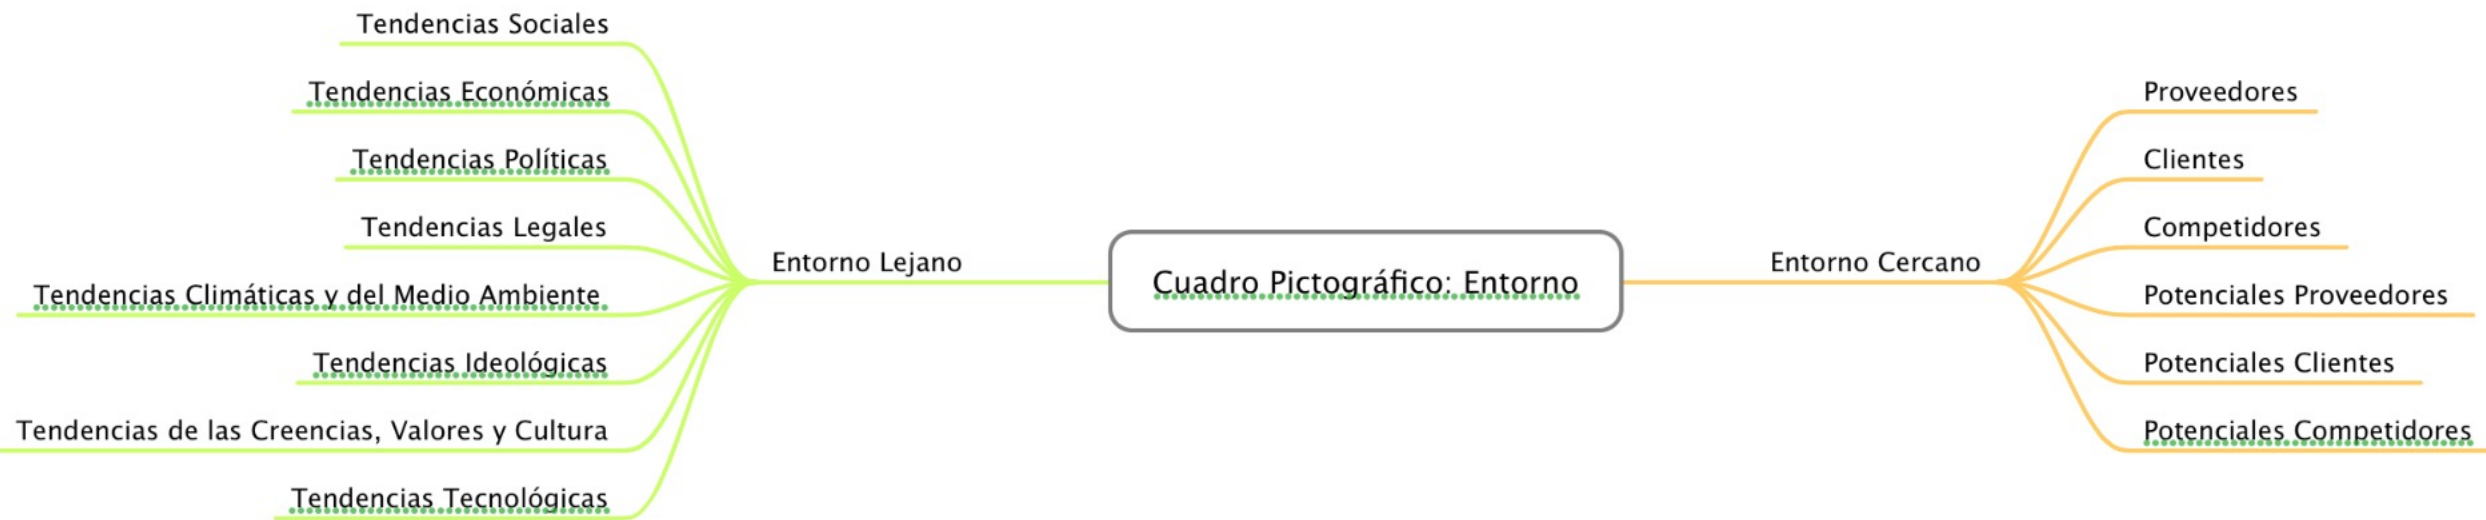 Tendencias Sociales
Tendencias Económicas
Tendencias Políticas
Tendencias Legales
Tendencias Climáticas y del Medio Ambiente
Tendencias Ideológicas
Tendencias de las Creencias, Valores y Cultura
Tendencias Tecnológicas
Entorno Lejano
Cuadro Pictográfico: Entorno
Entorno Cercano
Proveedores
Clientes
Competidores
Potenciales Proveedores
Potenciales Clientes
Potenciales Competidores